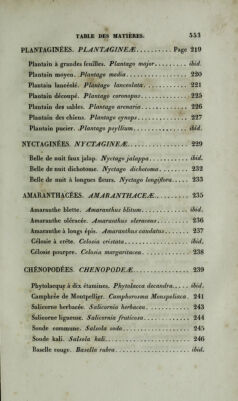 TABLE DES MATIÈRES. 553
PLANTAGINÉES. PLANTAGINEÆ.......... Page 219
Plantain à grandes feuilles. Plantago major......... ibid.
Plantain moyen. Plantago media................ 220
Plantain lancéolé. Plantago lanceolata............ 221
Plantain découpé. Plantago coronopus............ 225
Plantain des sables. Plantago arenaria............ 226
Plantain des chiens. Plantago cynops............ 227
Plantain pucier. Plantago psyllium............... ibid.
NYCTAGINÉES. NYCTAGINEÆ................ 229
Belle de nuit faux jalap. Nyctago jalappa.......... ibid.
Belle de nuit dichotome. Nyctago dichotoma........ 232
Belle de nuit à longues fleurs. Nyctago longiflora.... 233
AMARANTHACÉES. AMARANTHACEÆ......... 235
Amaranthe blette. Amaranthus blitum............ ibid.
Amaranthe oléracée. Amaranthus oleraceus........ 236
Amaranthe à longs épis. Amaranthus caudatus...... 237
Célosie à crête. Celosia cristata.................. ibid.
Célosie pourpre. Celosia margaritacea............ 238
CHÉNOPODÉES. CHENOPODEÆ.............. 239
Phytolacque à dix étamines. Phytolacca decandra.... ibid.
Camphrée de Montpellier. Camphorosma Monspeliaca. 241
Salicorne herbacée. Salicornia herbacea............ 243
Salicorne ligneuse. Salicornia fruticosa............ 244
Soude commune. Salsola soda................... 245
Soude kali. Salsola kali........................ 246
Baselle rouge. Basella rubra.................... ibid.